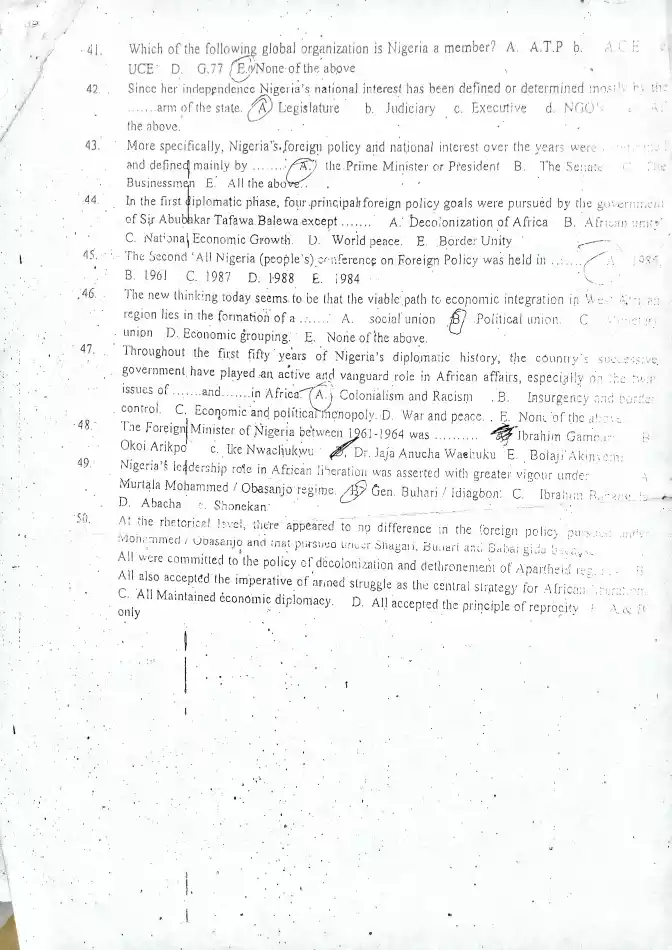 41. Which of the following global organization is Nigeria a member? A. A.T.P b. A.C.E
UCE D. G.77 E. None of the above
42. Since her independence Nigeria's national interest has been defined or determined mostly by the
.......arm of the state. A. Legislature b. Judiciary c. Executive d. NGO's
the above.
43. More specifically, Nigeria's foreign policy and national interest over the years were
and defined mainly by ........ A. the Prime Minister or President B. The Senate C. The
Businessmen E. All the above.
44. In the first diplomatic phase, four principal foreign policy goals were pursued by the government
of Sir Abubakar Tafawa Balewa except ....... A. Decolonization of Africa B. African unity
C. National Economic Growth. D. World peace. E. Border Unity
45. The Second 'All Nigeria (people's) conference on Foreign Policy was held in ....... A. 1986
B. 1961 C. 1987 D. 1988 E. 1984
46. The new thinking today seems to be that the viable path to economic integration in West African
region lies in the formation of a ....... A. social union B. Political union. C
union D. Economic grouping. E. None of the above.
47. Throughout the first fifty years of Nigeria's diplomatic history, the country's successive
government have played an active and vanguard role in African affairs, especially on the twin
issues of .......and.......in Africa. A. Colonialism and Racism B. Insurgency and border
control. C. Economic and political monopoly. D. War and peace. E. None of the above
48. The Foreign Minister of Nigeria between 1961-1964 was ........... Ibrahim Gambari B
Okoi Arikpo c. Ike Nwachukwu D. Dr. Jaja Anucha Wachuku E. Bolaji Akinyemi
49. Nigeria's leadership role in African liberation was asserted with greater vigour under A
Murtala Mohammed / Obasanjo regime. B. Gen. Buhari / Idiagbon. C. Ibrahim
D. Abacha e. Shonekan
50. At the rhetorical level, there appeared to no difference in the foreign policy pursued under
Mohammed / Obasanjo and that pursued under Shagari, Buhari and Babangida
All were committed to the policy of decolonization and dethronement of Apartheid B
All also accepted the imperative of armed struggle as the central strategy for African liberation
C. All Maintained economic diplomacy. D. All accepted the principle of reprocity E A & B
only